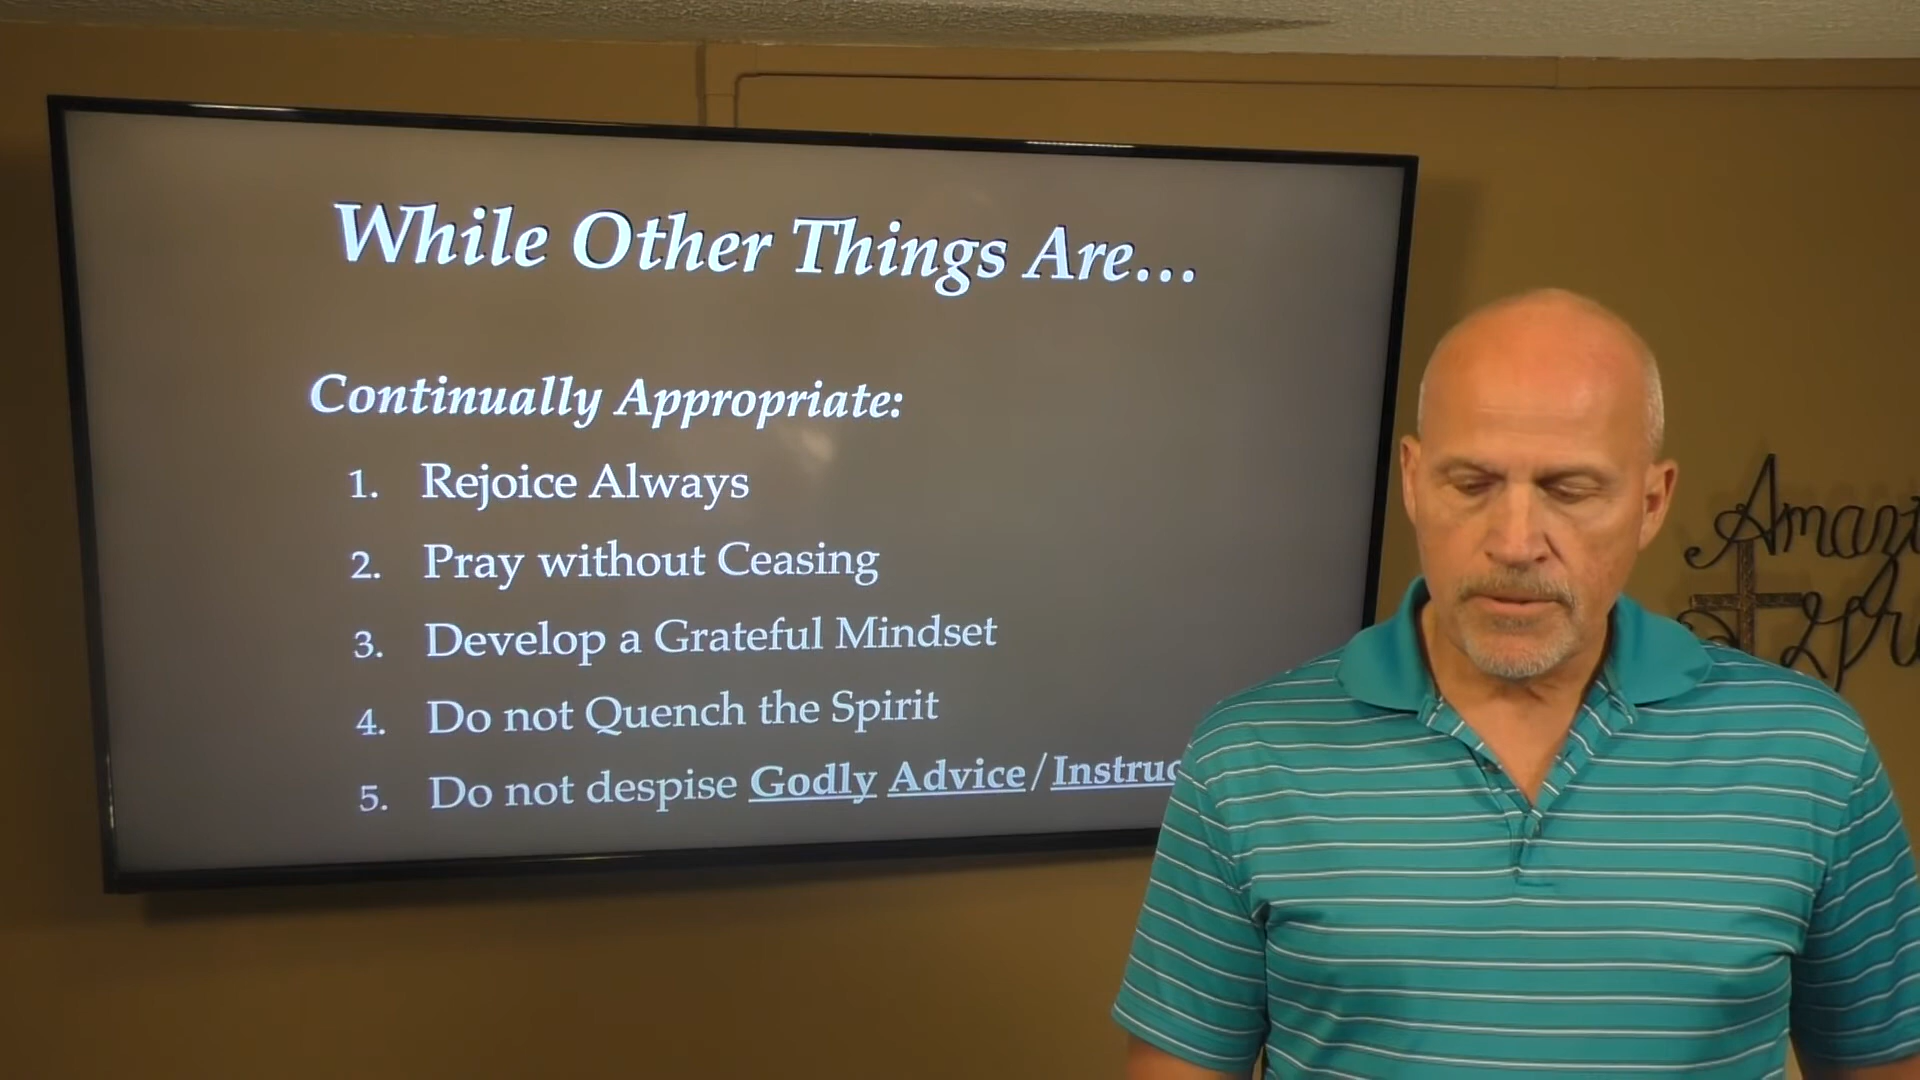 While Other Things Are...
Continually Appropriate:
1. Rejoice Always
2. Pray without Ceasing
3. Develop a Grateful Mindset
4. Do not Quench the Spirit
5. Do not despise Godly Advice/